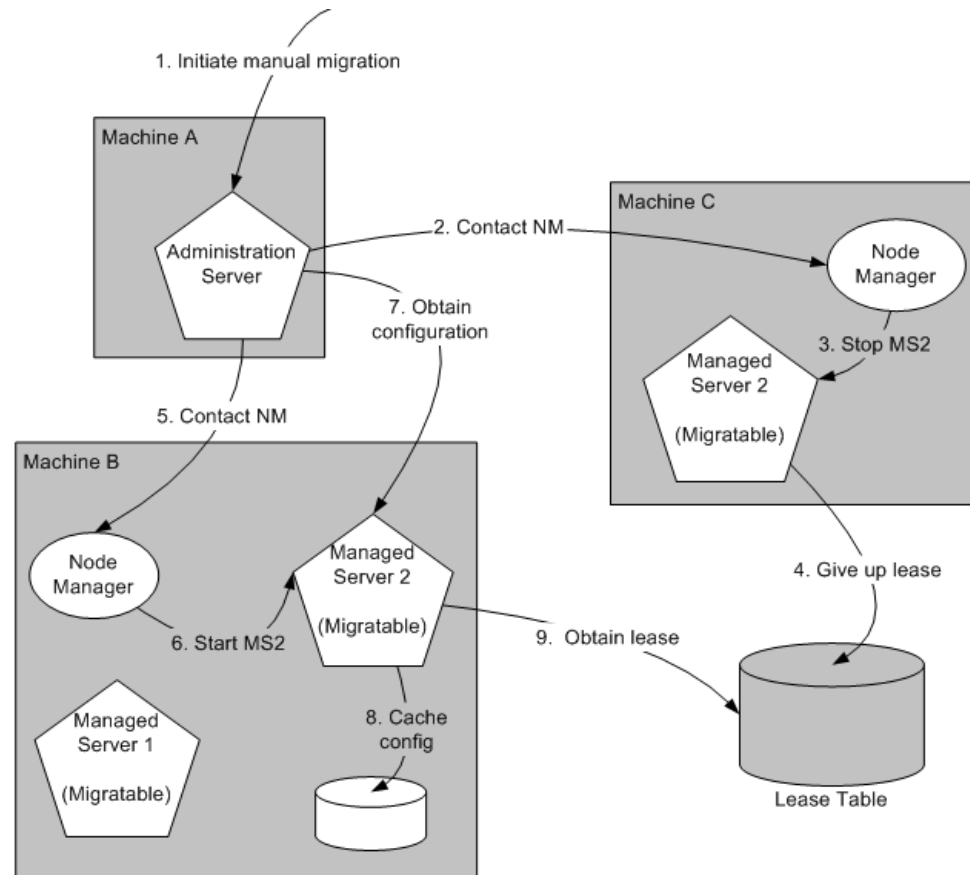 1. Initiate manual migration
Machine A
Administration
Server
2. Contact NM
Machine C
Node
Manager
7. Obtain
configuration
3. Stop MS2
Managed
Server 2
(Migratable)
5. Contact NM
Machine B
Node
Manager
Managed
Server 2
(Migratable)
6. Start MS2
4. Give up lease
9. Obtain lease
Managed
Server 1
(Migratable)
8. Cache
config
Lease Table